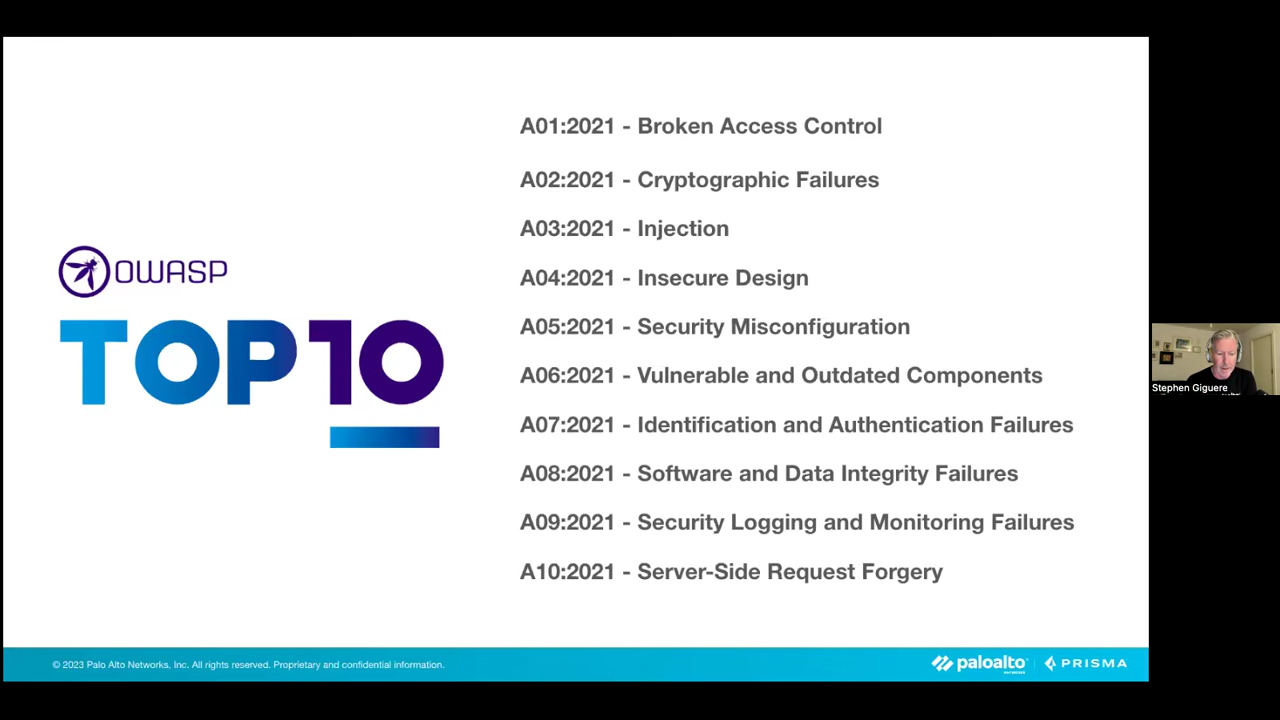 A01:2021 - Broken Access Control
A02:2021 - Cryptographic Failures
A03:2021 - Injection
A04:2021 - Insecure Design
A05:2021 - Security Misconfiguration
A06:2021 - Vulnerable and Outdated Components
A07:2021 - Identification and Authentication Failures
A08:2021 - Software and Data Integrity Failures
A09:2021 - Security Logging and Monitoring Failures
A10:2021 - Server-Side Request Forgery
OWASP
TOP10
Stephen Giguere
© 2023 Palo Alto Networks, Inc. All rights reserved. Proprietary and confidential information.
paloalto
NETWORKS
PRISMA